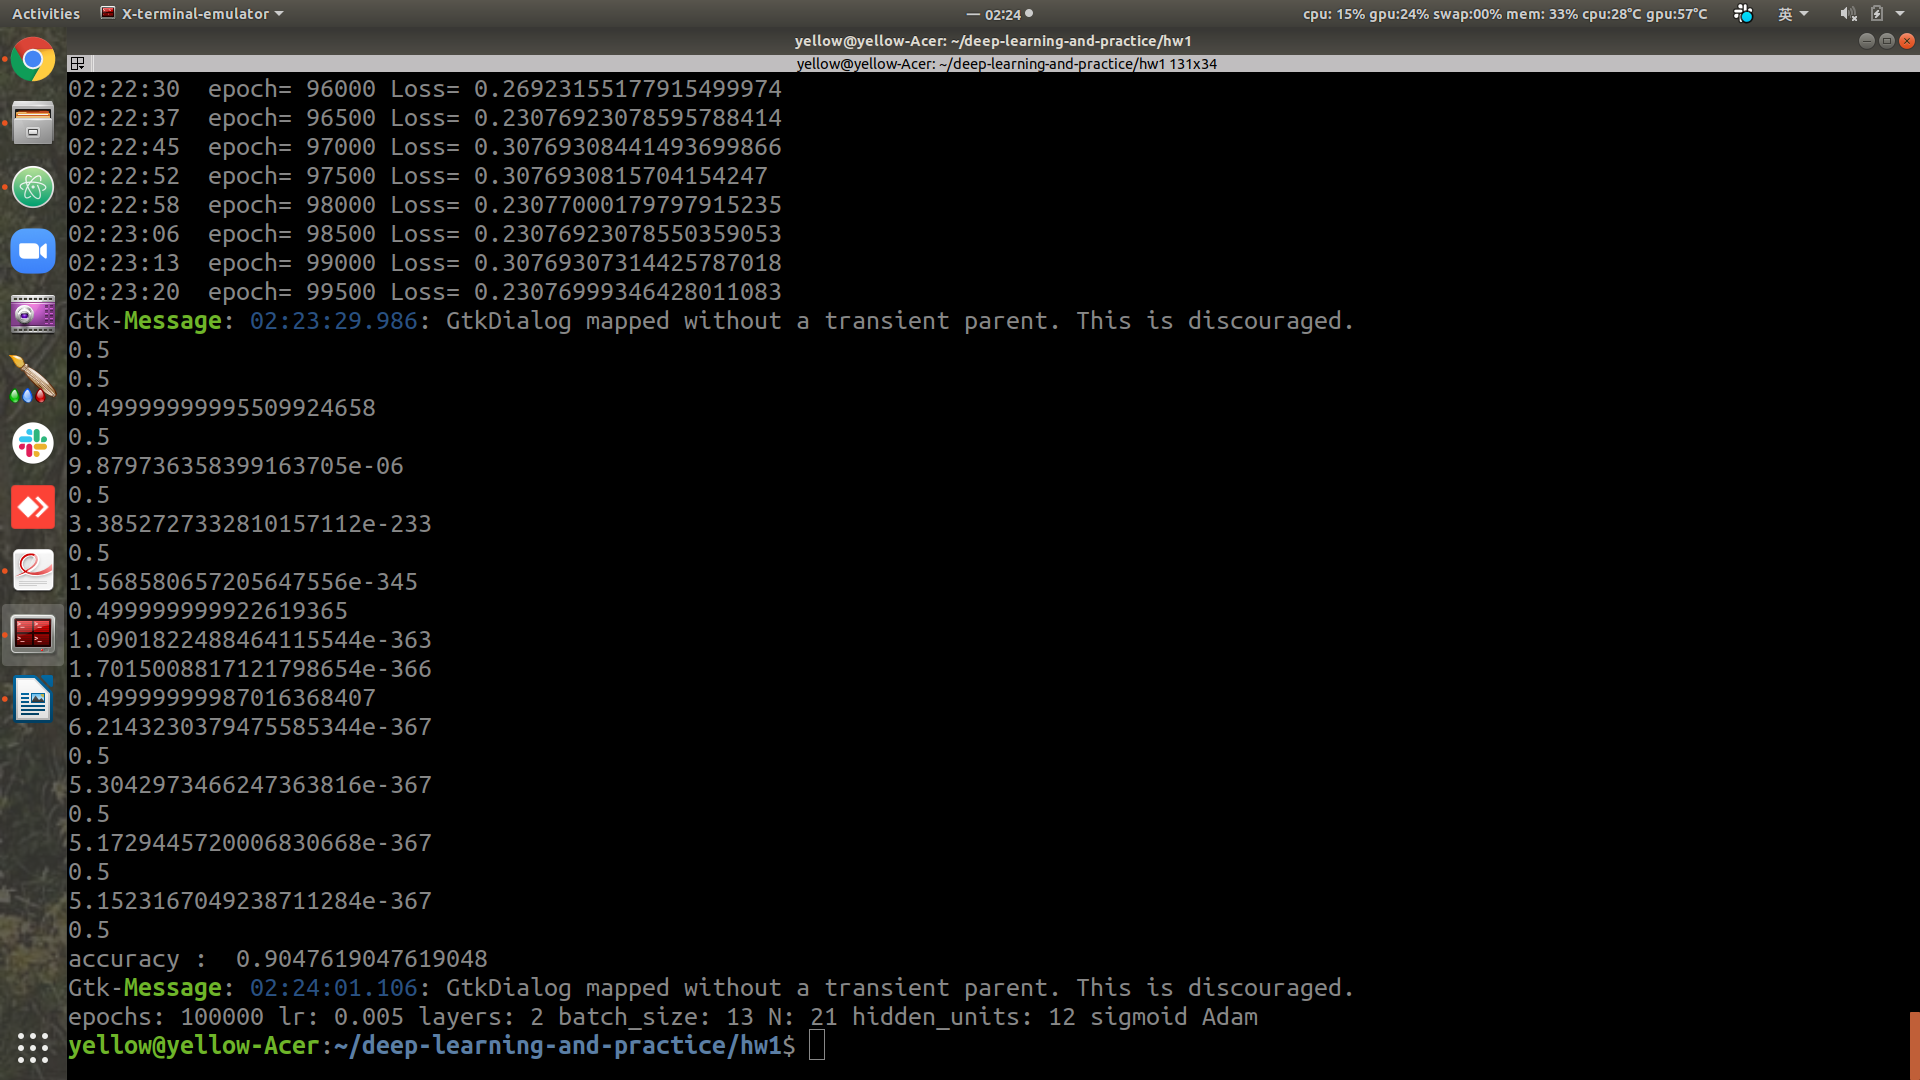 Activities X-terminal-emulator — 02:24 cpu: 15% gpu:24% swap:00% mem: 33% cpu:28°C gpu:57°C 英
yellow@yellow-Acer: ~/deep-learning-and-practice/hw1
yellow@yellow-Acer: ~/deep-learning-and-practice/hw1 131x34
02:22:30  epoch= 96000 Loss= 0.26923155177915499974
02:22:37  epoch= 96500 Loss= 0.23076923078595788414
02:22:45  epoch= 97000 Loss= 0.307693084414936998​66
02:22:52  epoch= 97500 Loss= 0.3076930815704154247
02:22:58  epoch= 98000 Loss= 0.23077000179797915235
02:23:06  epoch= 98500 Loss= 0.23076923078550359053
02:23:13  epoch= 99000 Loss= 0.30769307314425787018
02:23:20  epoch= 99500 Loss= 0.23076999346428011083
Gtk-Message: 02:23:29.986: GtkDialog mapped without a transient parent. This is discouraged.
0.5
0.5
0.49999999995509924658
0.5
9.879736358399163705e-06
0.5
3.3852727332810157112e-233
0.5
1.568580657205647556e-345
0.4999999999922619365
1.0901822488464115544e-363
1.7015008817121798654e-366
0.49999999987016368407
6.2143230379475585344e-367
0.5
5.3042973466247363816e-367
0.5
5.1729445720006830668e-367
0.5
5.1523167049238711284e-367
0.5
accuracy :  0.9047619047619048
Gtk-Message: 02:24:01.106: GtkDialog mapped without a transient parent. This is discouraged.
epochs: 100000 lr: 0.005 layers: 2 batch_size: 13 N: 21 hidden_units: 12 sigmoid Adam
yellow@yellow-Acer:~/deep-learning-and-practice/hw1$